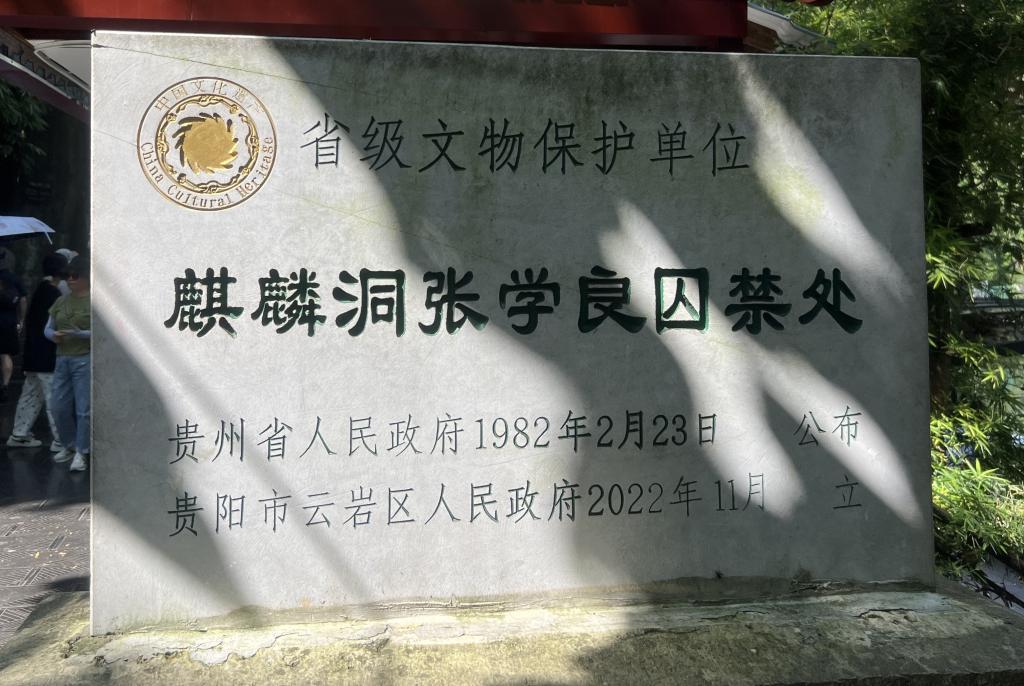 中国文化遗产
China Cultural Heritage
省级文物保护单位
麒麟洞张学良囚禁处
贵州省人民政府1982年2月23日 公布
贵阳市云岩区人民政府2022年11月 立